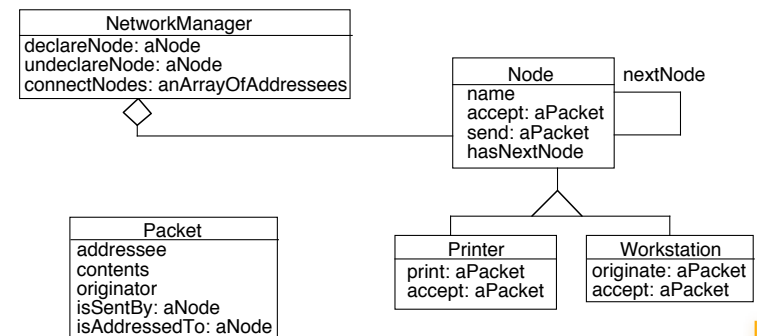 NetworkManager
declareNode: aNode
undeclareNode: aNode
connectNodes: anArrayOfAddressees
Node
nextNode
name
accept: aPacket
send: aPacket
hasNextNode
Packet
addressee
contents
originator
isSentBy: aNode
isAddressedTo: aNode
Printer
print: aPacket
accept: aPacket
Workstation
originate: aPacket
accept: aPacket